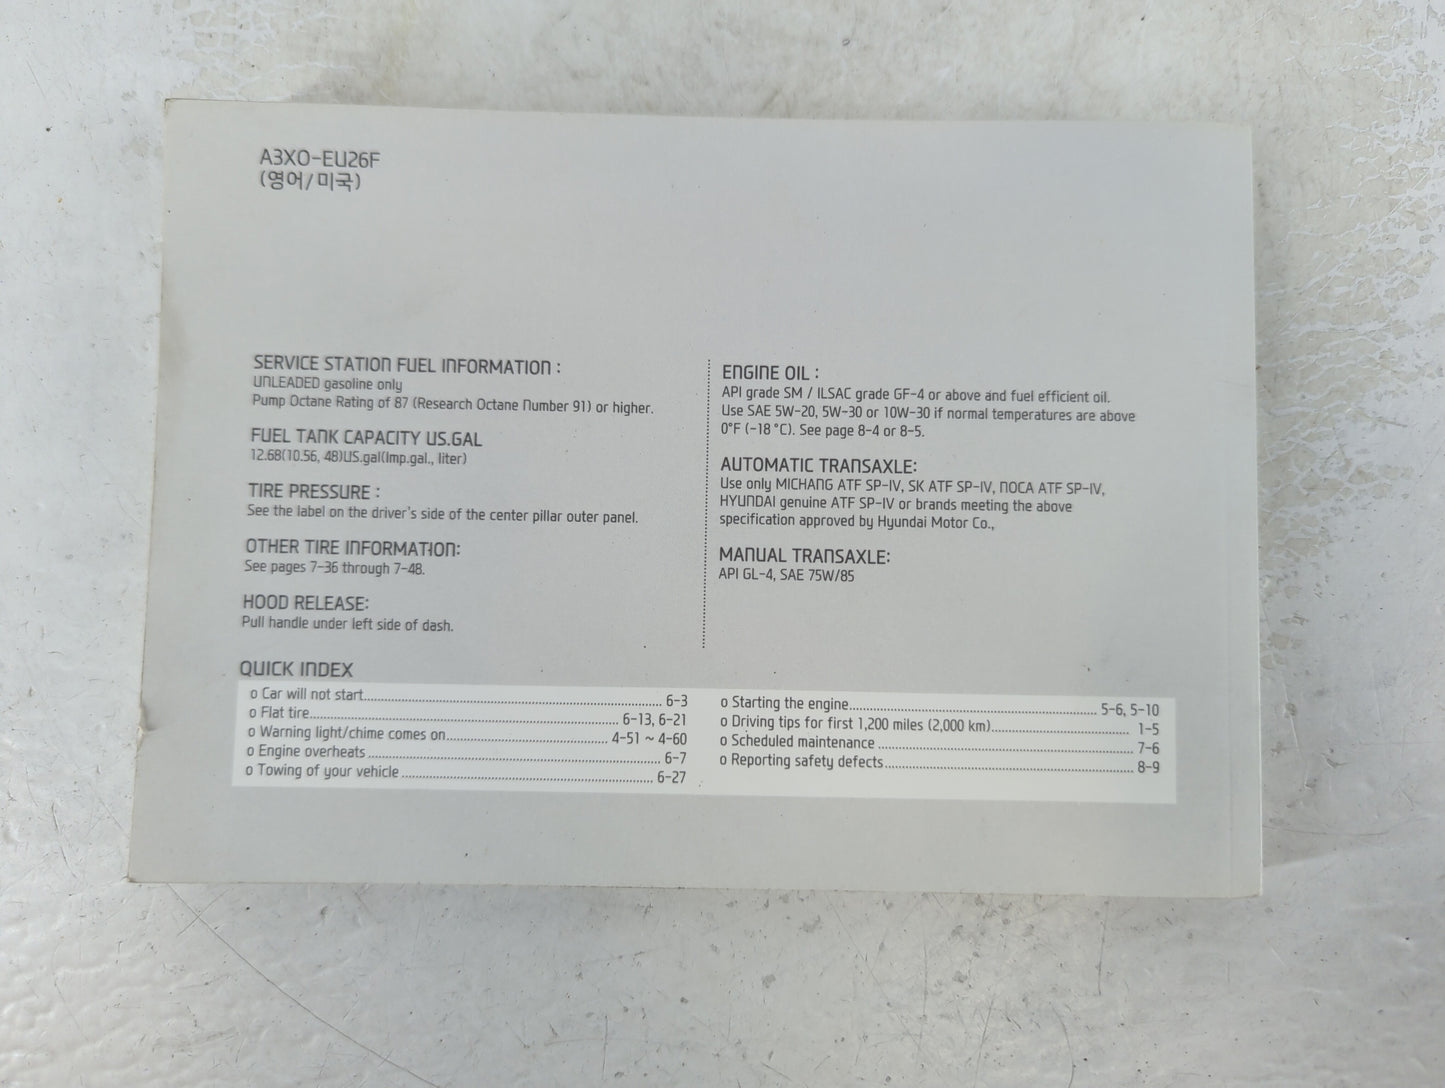 A3XO-EU26F
(영어/미국)
SERVICE STATION FUEL INFORMATION :
UNLEADED gasoline only
Pump Octane Rating of 87 (Research Octane Number 91) or higher.
FUEL TANK CAPACITY US.GAL
12.68(10.56, 48)US.gal(Imp.gal., liter)
TIRE PRESSURE :
See the label on the driver's side of the center pillar outer panel.
OTHER TIRE INFORMATION:
See pages 7-36 through 7-48.
HOOD RELEASE:
Pull handle under left side of dash.
ENGINE OIL :
API grade SM / ILSAC grade GF-4 or above and fuel efficient oil.
Use SAE 5W-20, 5W-30 or 10W-30 if normal temperatures are above
0°F (-18 °C). See page 8-4 or 8-5.
AUTOMATIC TRANSAXLE:
Use only MICHANG ATF SP-IV, SK ATF SP-IV, NOCA ATF SP-IV,
HYUNDAI genuine ATF SP-IV or brands meeting the above
specification approved by Hyundai Motor Co.,
MANUAL TRANSAXLE:
API GL-4, SAE 75W/85
QUICK INDEX
o Car will not start 6-3
o Flat tire 6-13, 6-21
o Warning light/chime comes on 4-51 ~ 4-60
o Engine overheats 6-7
o Towing of your vehicle 6-27
o Starting the engine 5-6, 5-10
o Driving tips for first 1,200 miles (2,000 km) 1-5
o Scheduled maintenance 7-6
o Reporting safety defects 8-9